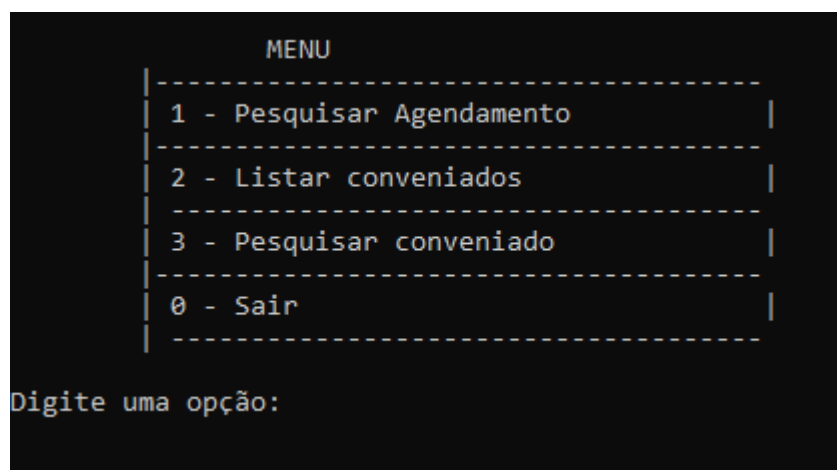 MENU
|--------------------------------------
| 1 - Pesquisar Agendamento            |
|--------------------------------------
| 2 - Listar conveniados               |
| -------------------------------------
| 3 - Pesquisar conveniado             |
|--------------------------------------
| 0 - Sair                             |
| -------------------------------------
Digite uma opção: